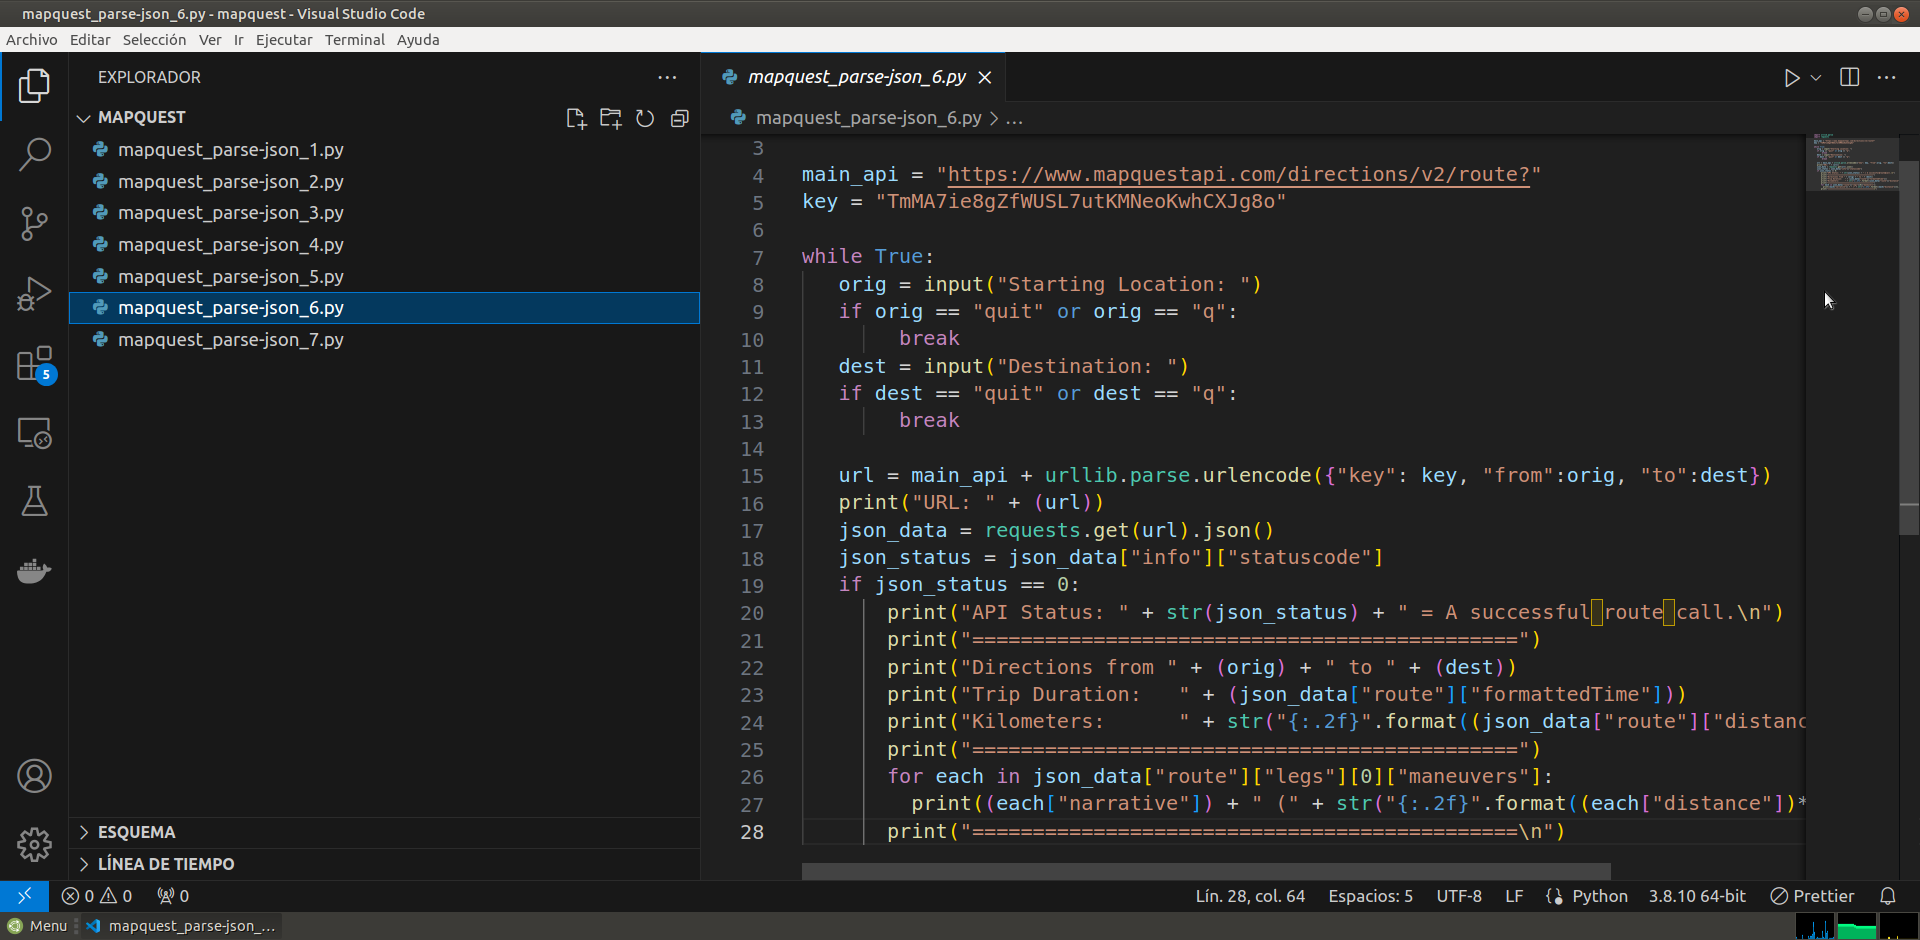 mapquest_parse-json_6.py - mapquest - Visual Studio Code
Archivo Editar Selección Ver Ir Ejecutar Terminal Ayuda
EXPLORADOR
MAPQUEST
mapquest_parse-json_1.py
mapquest_parse-json_2.py
mapquest_parse-json_3.py
mapquest_parse-json_4.py
mapquest_parse-json_5.py
mapquest_parse-json_6.py
mapquest_parse-json_7.py
5
ESQUEMA
LÍNEA DE TIEMPO
mapquest_parse-json_6.py
mapquest_parse-json_6.py > ...
3
4 main_api = "https://www.mapquestapi.com/directions/v2/route?"
5 key = "TmMA7ie8gZfWUSL7utKMNeoKwhCXJg8o"
6
7 while True:
8 orig = input("Starting Location: ")
9 if orig == "quit" or orig == "q":
10 break
11 dest = input("Destination: ")
12 if dest == "quit" or dest == "q":
13 break
14
15 url = main_api + urllib.parse.urlencode({"key": key, "from":orig, "to":dest})
16 print("URL: " + (url))
17 json_data = requests.get(url).json()
18 json_status = json_data["info"]["statuscode"]
19 if json_status == 0:
20 print("API Status: " + str(json_status) + " = A successful route call.\n")
21 print("=============================================")
22 print("Directions from " + (orig) + " to " + (dest))
23 print("Trip Duration:   " + (json_data["route"]["formattedTime"]))
24 print("Kilometers:      " + str("{:.2f}".format((json_data["route"]["distanc
25 print("=============================================")
26 for each in json_data["route"]["legs"][0]["maneuvers"]:
27 print((each["narrative"]) + " (" + str("{:.2f}".format((each["distance"])*
28 print("=============================================\n")
0 0 0
Lín. 28, col. 64 Espacios: 5 UTF-8 LF Python 3.8.10 64-bit Prettier
Menu mapquest_parse-json_...